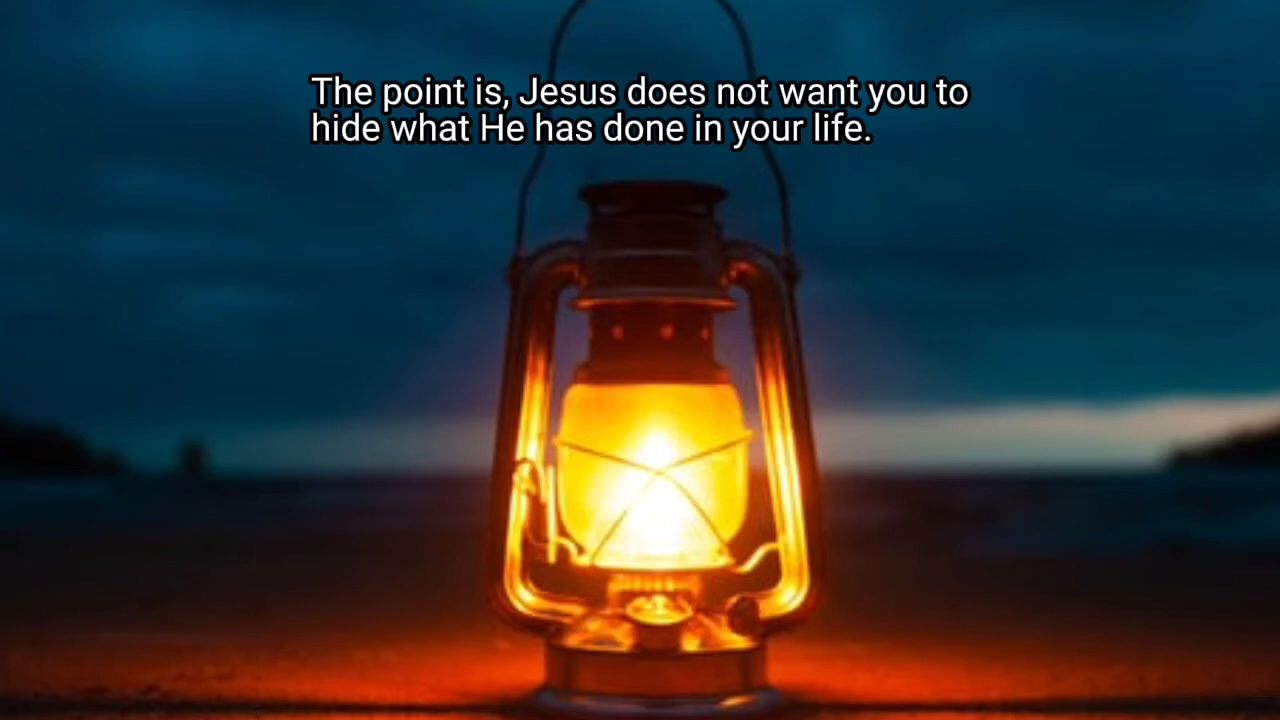 The point is, Jesus does not want you to
hide what He has done in your life.